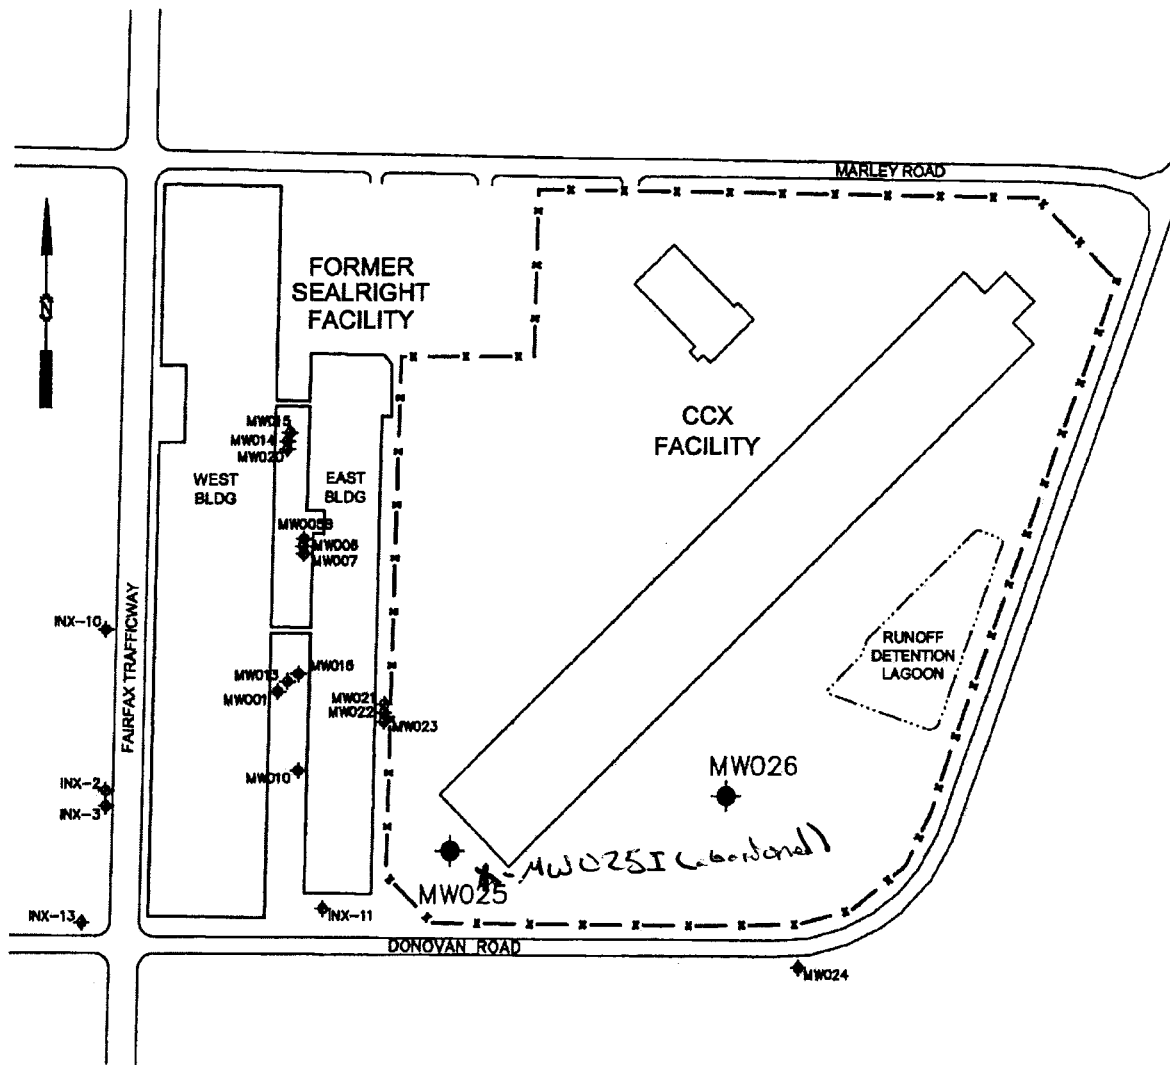 MARLEY ROAD
FORMER
SEALRIGHT
FACILITY
CCX
FACILITY
MW015
MW014
MW020
WEST
BLDG
EAST
BLDG
MW005B
MW006
MW007
INX-10
FAIRFAX TRAFFICWAY
RUNOFF
DETENTION
LAGOON
MW016
MW013
MW001
MW021
MW022
MW023
MW010
MW026
INX-2
INX-3
MW025I (abandoned)
MW025
INX-13
INX-11
DONOVAN ROAD
MW024
N